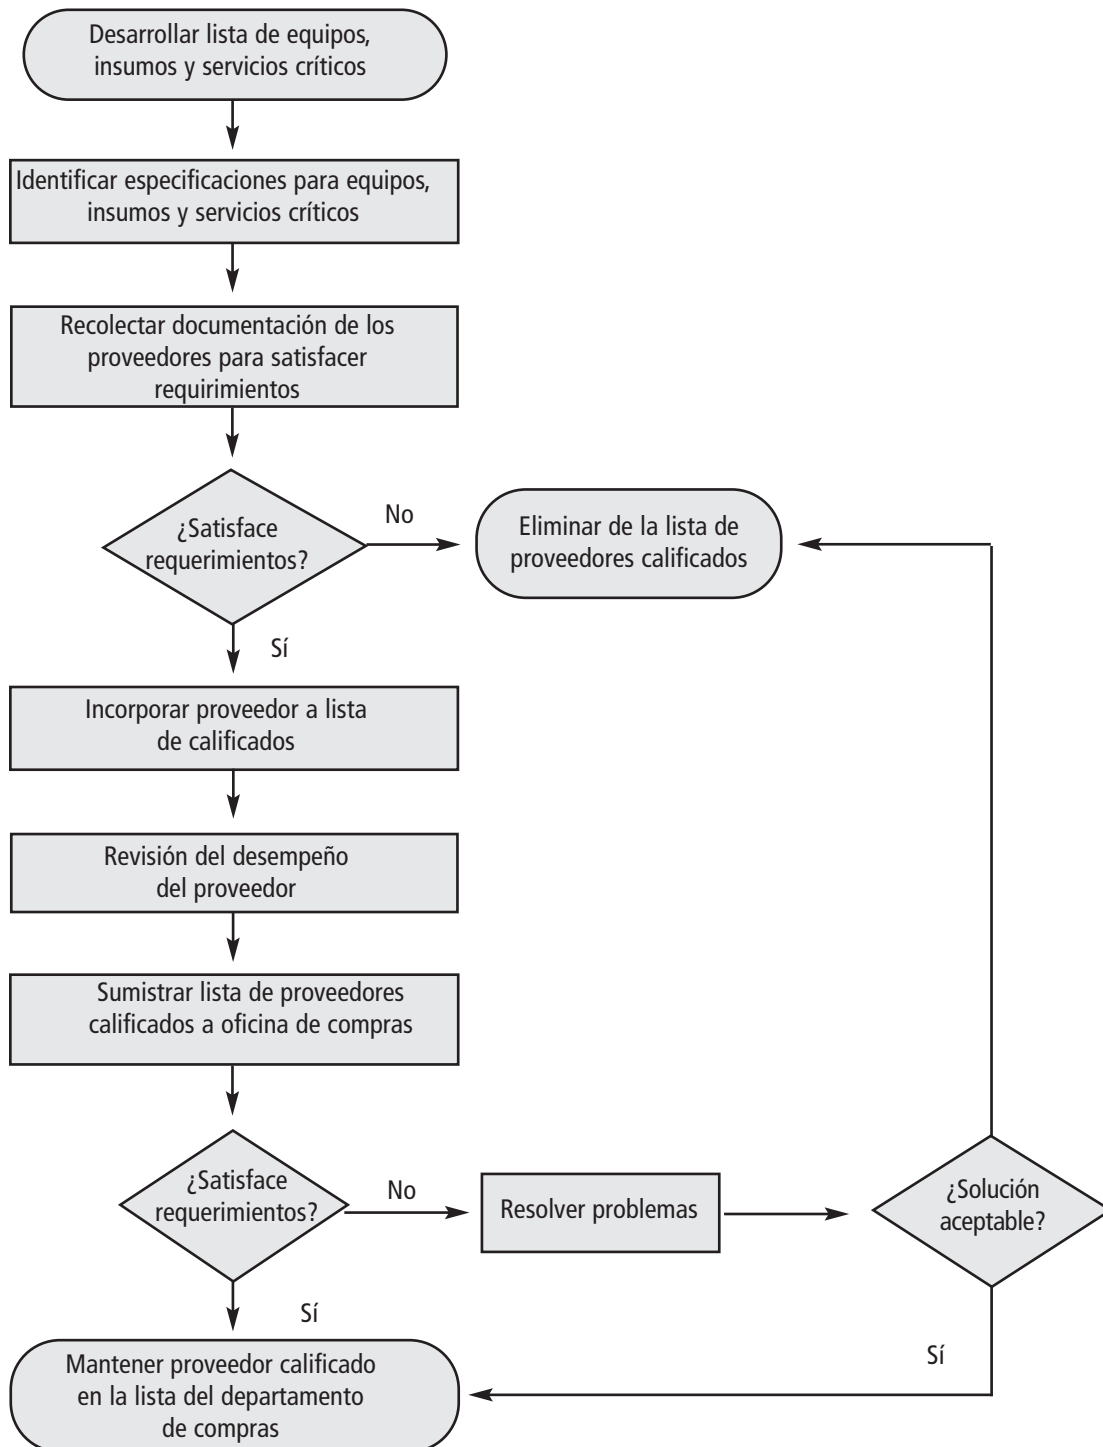 Desarrollar lista de equipos,
insumos y servicios críticos
Identificar especificaciones para equipos,
insumos y servicios críticos
Recolectar documentación de los
proveedores para satisfacer
requirimientos
¿Satisface
requerimientos?
No
Eliminar de la lista de
proveedores calificados
Sí
Incorporar proveedor a lista
de calificados
Revisión del desempeño
del proveedor
Sumistrar lista de proveedores
calificados a oficina de compras
¿Satisface
requerimientos?
No
Resolver problemas
¿Solución
aceptable?
Sí
Sí
Mantener proveedor calificado
en la lista del departamento
de compras